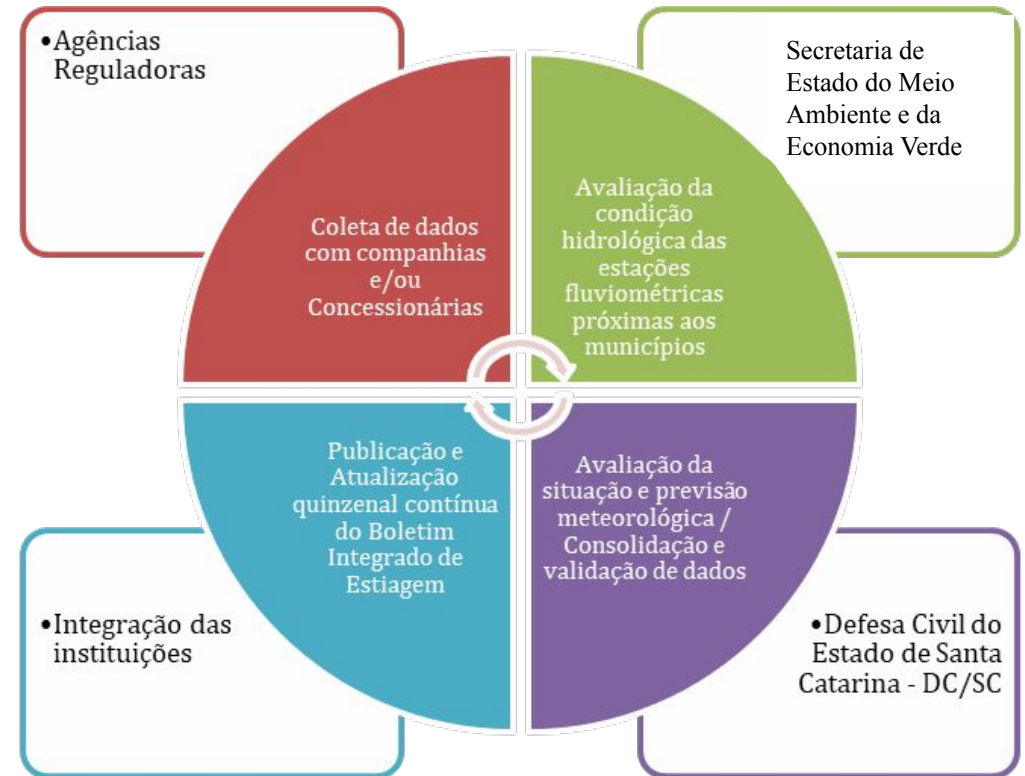 •Agências
Reguladoras
Secretaria de
Estado do Meio
Ambiente e da
Economia Verde
Coleta de dados
com companhias
e/ou
Concessionárias
Avaliação da
condição
hidrológica das
estações
fluviométricas
próximas aos
municípios
Publicação e
Atualização
quinzenal contínua
do Boletim
Integrado de
Estiagem
Avaliação da
situação e previsão
meteorológica /
Consolidação e
validação de dados
•Integração das
instituições
•Defesa Civil do
Estado de Santa
Catarina - DC/SC